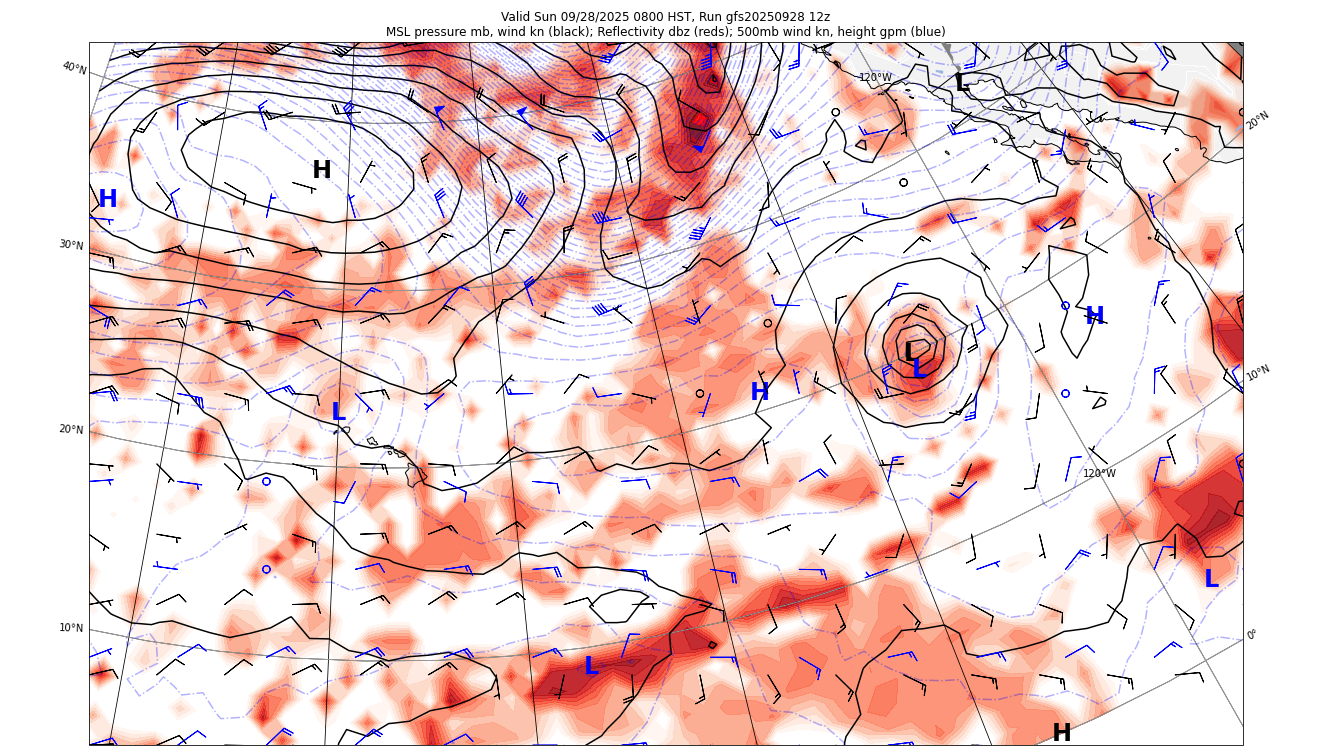 Valid Sun 09/28/2025 0800 HST, Run gfs20250928 12z
MSL pressure mb, wind kn (black); Reflectivity dbz (reds); 500mb wind kn, height gpm (blue)
40°N
120°W
L
20°N
H
H
30°N
H
L
L
10°N
H
L
20°N
120°W
L
10°N
0°
L
H